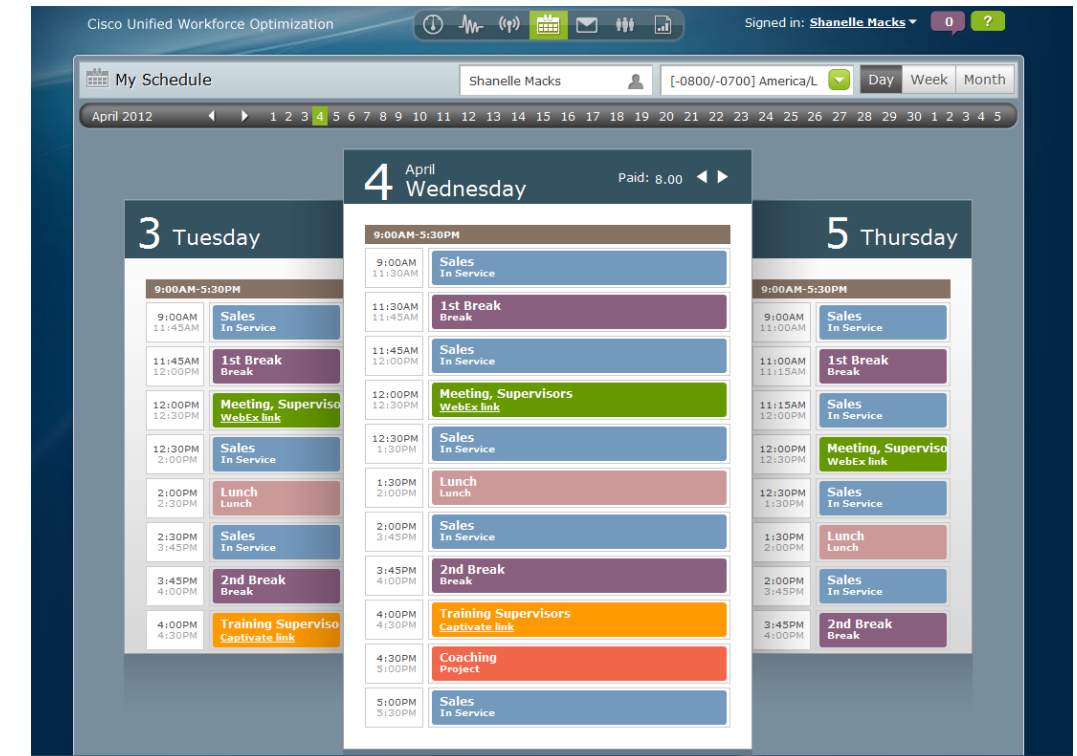 Cisco Unified Workforce Optimization
Signed in: Shanelle Macks
0
?
My Schedule
Shanelle Macks
[-0800/-0700] America/L
Day Week Month
April 2012
1 2 3 4 5 6 7 8 9 10 11 12 13 14 15 16 17 18 19 20 21 22 23 24 25 26 27 28 29 30 1 2 3 4 5
3 Tuesday
9:00AM-5:30PM
9:00AM Sales
11:45AM In Service
11:45AM 1st Break
12:00PM Break
12:00PM Meeting, Superviso
12:30PM WebEx link
12:30PM Sales
2:00PM In Service
2:00PM Lunch
2:30PM Lunch
2:30PM Sales
3:45PM In Service
3:45PM 2nd Break
4:00PM Break
4:00PM Training Superviso
4:30PM Captivate link
4 April
Wednesday
Paid: 8.00
9:00AM-5:30PM
9:00AM Sales
11:30AM In Service
11:30AM 1st Break
11:45AM Break
11:45AM Sales
12:00PM In Service
12:00PM Meeting, Supervisors
12:30PM WebEx link
12:30PM Sales
1:30PM In Service
1:30PM Lunch
2:00PM Lunch
2:00PM Sales
3:45PM In Service
3:45PM 2nd Break
4:00PM Break
4:00PM Training Supervisors
4:30PM Captivate link
4:30PM Coaching
5:00PM Project
5:00PM Sales
5:30PM In Service
5 Thursday
9:00AM-5:30PM
9:00AM Sales
11:00AM In Service
11:00AM 1st Break
11:15AM Break
11:15AM Sales
12:00PM In Service
12:00PM Meeting, Superviso
12:30PM WebEx link
12:30PM Sales
1:30PM In Service
1:30PM Lunch
2:00PM Lunch
2:00PM Sales
3:45PM In Service
3:45PM 2nd Break
4:00PM Break